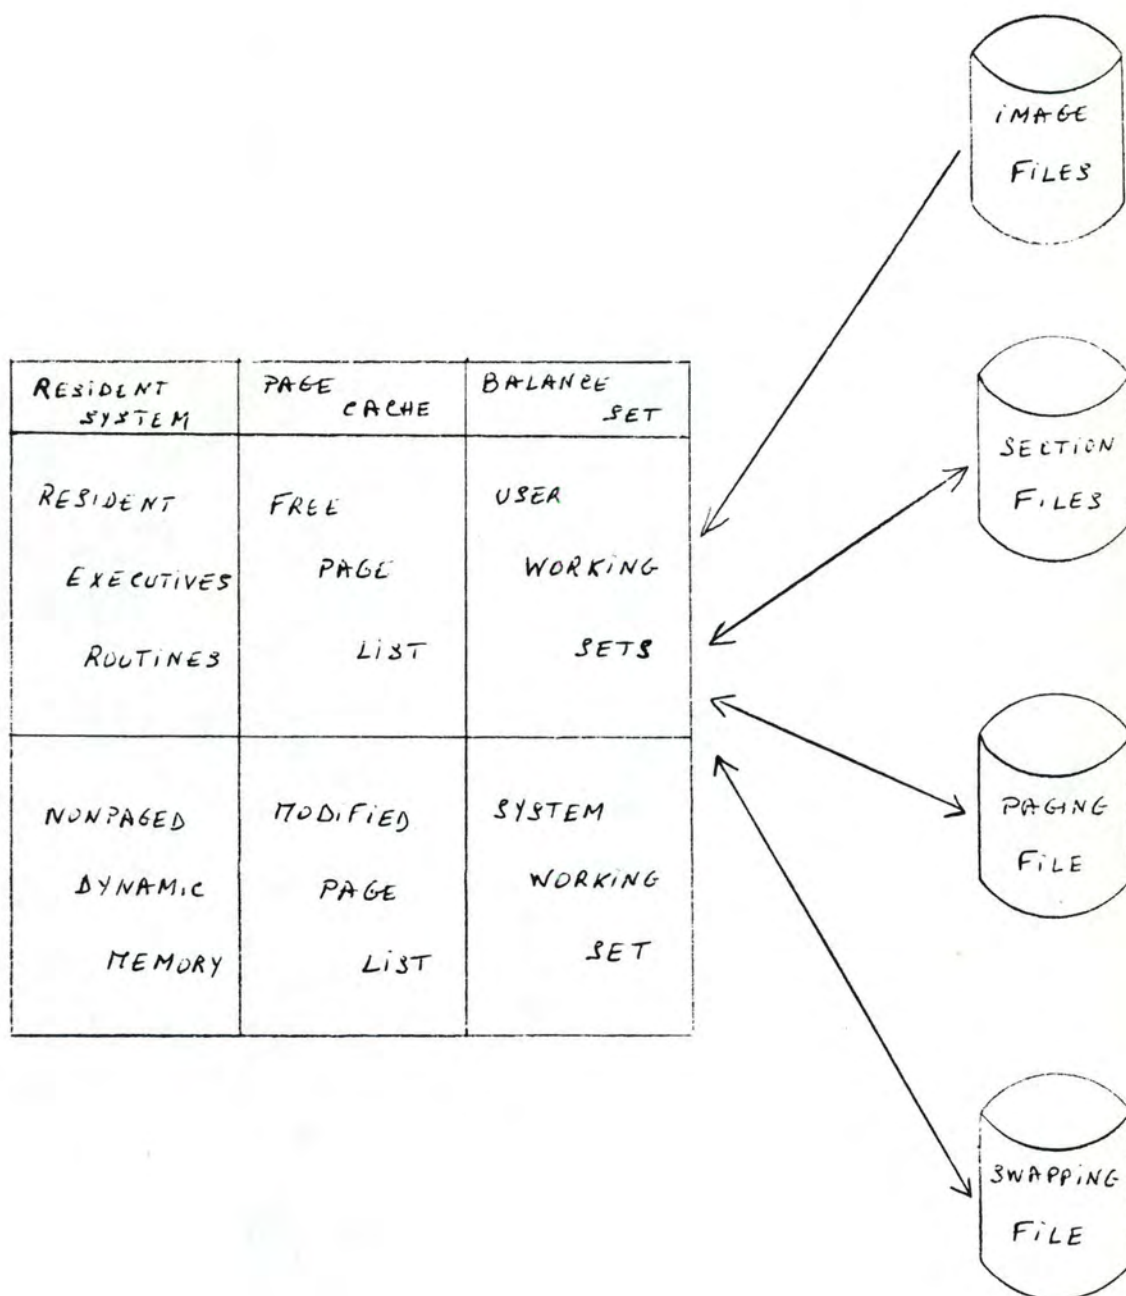 IMAGE
FILES
RESIDENT
SYSTEM
PAGE
CACHE
BALANCE
SET
SECTION
FILES
RESIDENT
EXECUTIVES
ROUTINES
FREE
PAGE
LIST
USER
WORKING
SETS
NONPAGED
DYNAMIC
MEMORY
MODIFIED
PAGE
LIST
SYSTEM
WORKING
SET
PAGING
FILE
SWAPPING
FILE